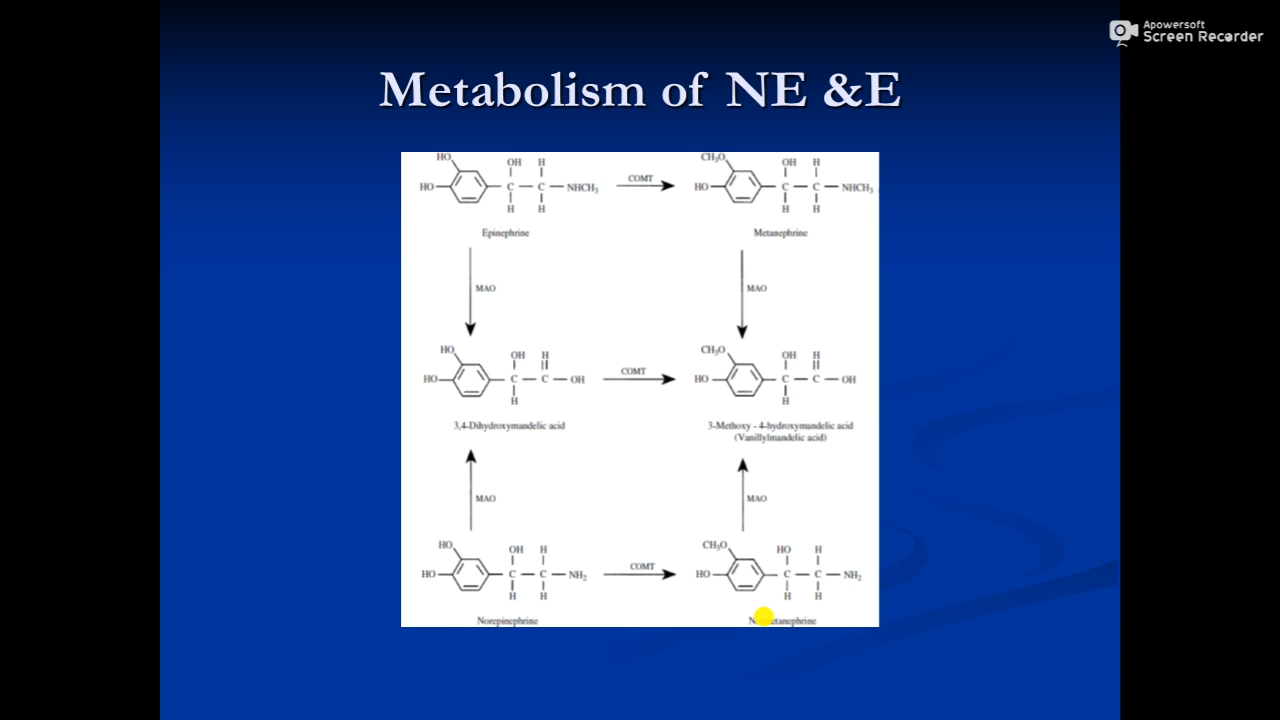 Apowersoft
Screen Recorder
Metabolism of NE &E
HO OH H CH₃O OH H
HO C C NHCH₃ COMT HO C C NHCH₃
H H H H
Epinephrine Metanephrine
MAO MAO
HO OH H CH₃O OH H
HO C C OH COMT HO C C OH
H H
3,4-Dihydroxymandelic acid 3-Methoxy - 4-hydroxymandelic acid
(Vanillylmandelic acid)
MAO MAO
HO OH H CH₃O HO H
HO C C NH₂ COMT HO C C NH₂
H H H H
Norepinephrine